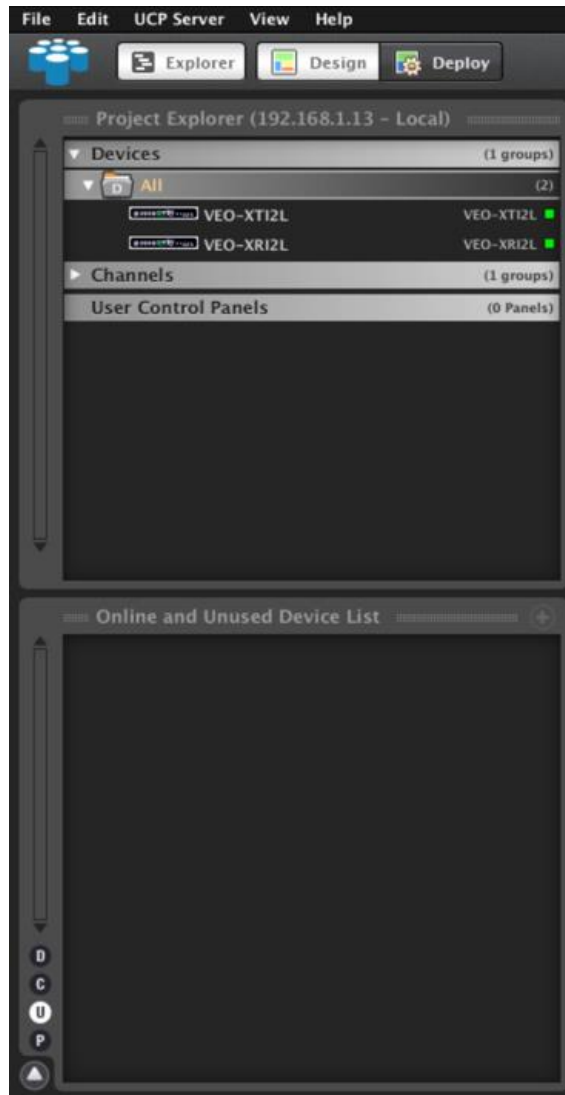 File Edit UCP Server View Help
Explorer Design Deploy
Project Explorer (192.168.1.13 – Local)
Devices (1 groups)
D All (2)
VEO-XTI2L VEO-XTI2L
VEO-XRI2L VEO-XRI2L
Channels (1 groups)
User Control Panels (0 Panels)
Online and Unused Device List
D
C
U
P